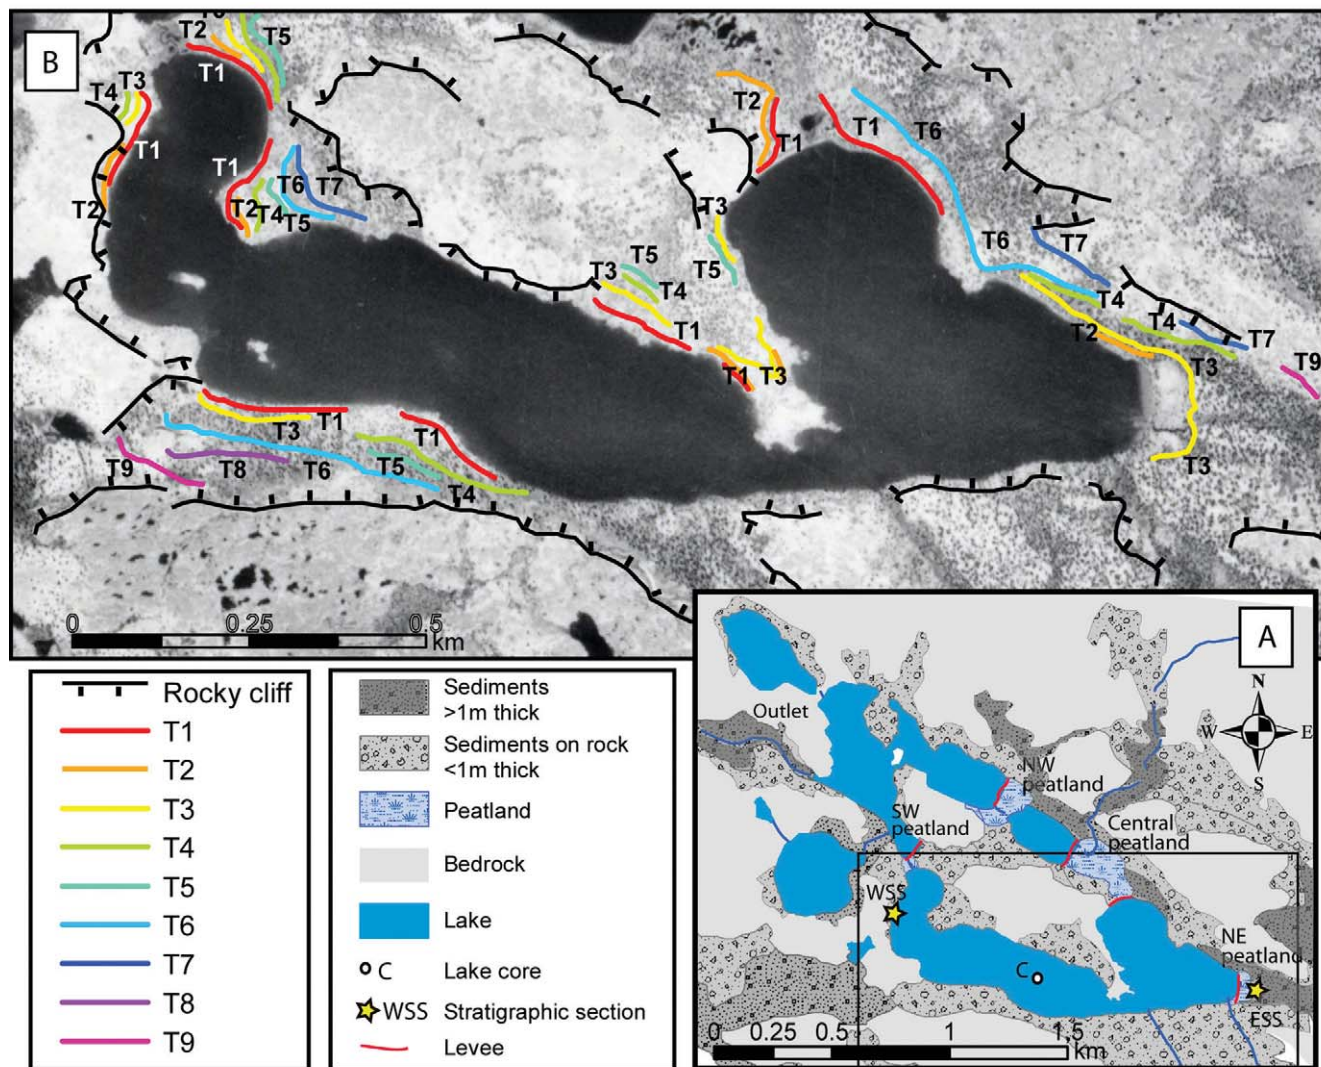 B
T2
T5
T1
T4
T3
T1
T2
T1
T6
T7
T2
T4
T5
T2
T1
T1
T6
T3
T5
T3
T5
T4
T1
T6
T7
T4
T4
T2
T7
T3
T9
T1
T3
T3
T1
T3
T1
T9
T8
T6
T5
T4
0
0.25
0.5
km
A
N
W
E
S
Outlet
NW
peatland
SW
peatland
Central
peatland
WSS
C
NE
peatland
ESS
0
0.25
0.5
1
1.5
km
Rocky cliff
T1
T2
T3
T4
T5
T6
T7
T8
T9
Sediments
>1m thick
Sediments on rock
<1m thick
Peatland
Bedrock
Lake
C Lake core
WSS Stratigraphic section
Levee